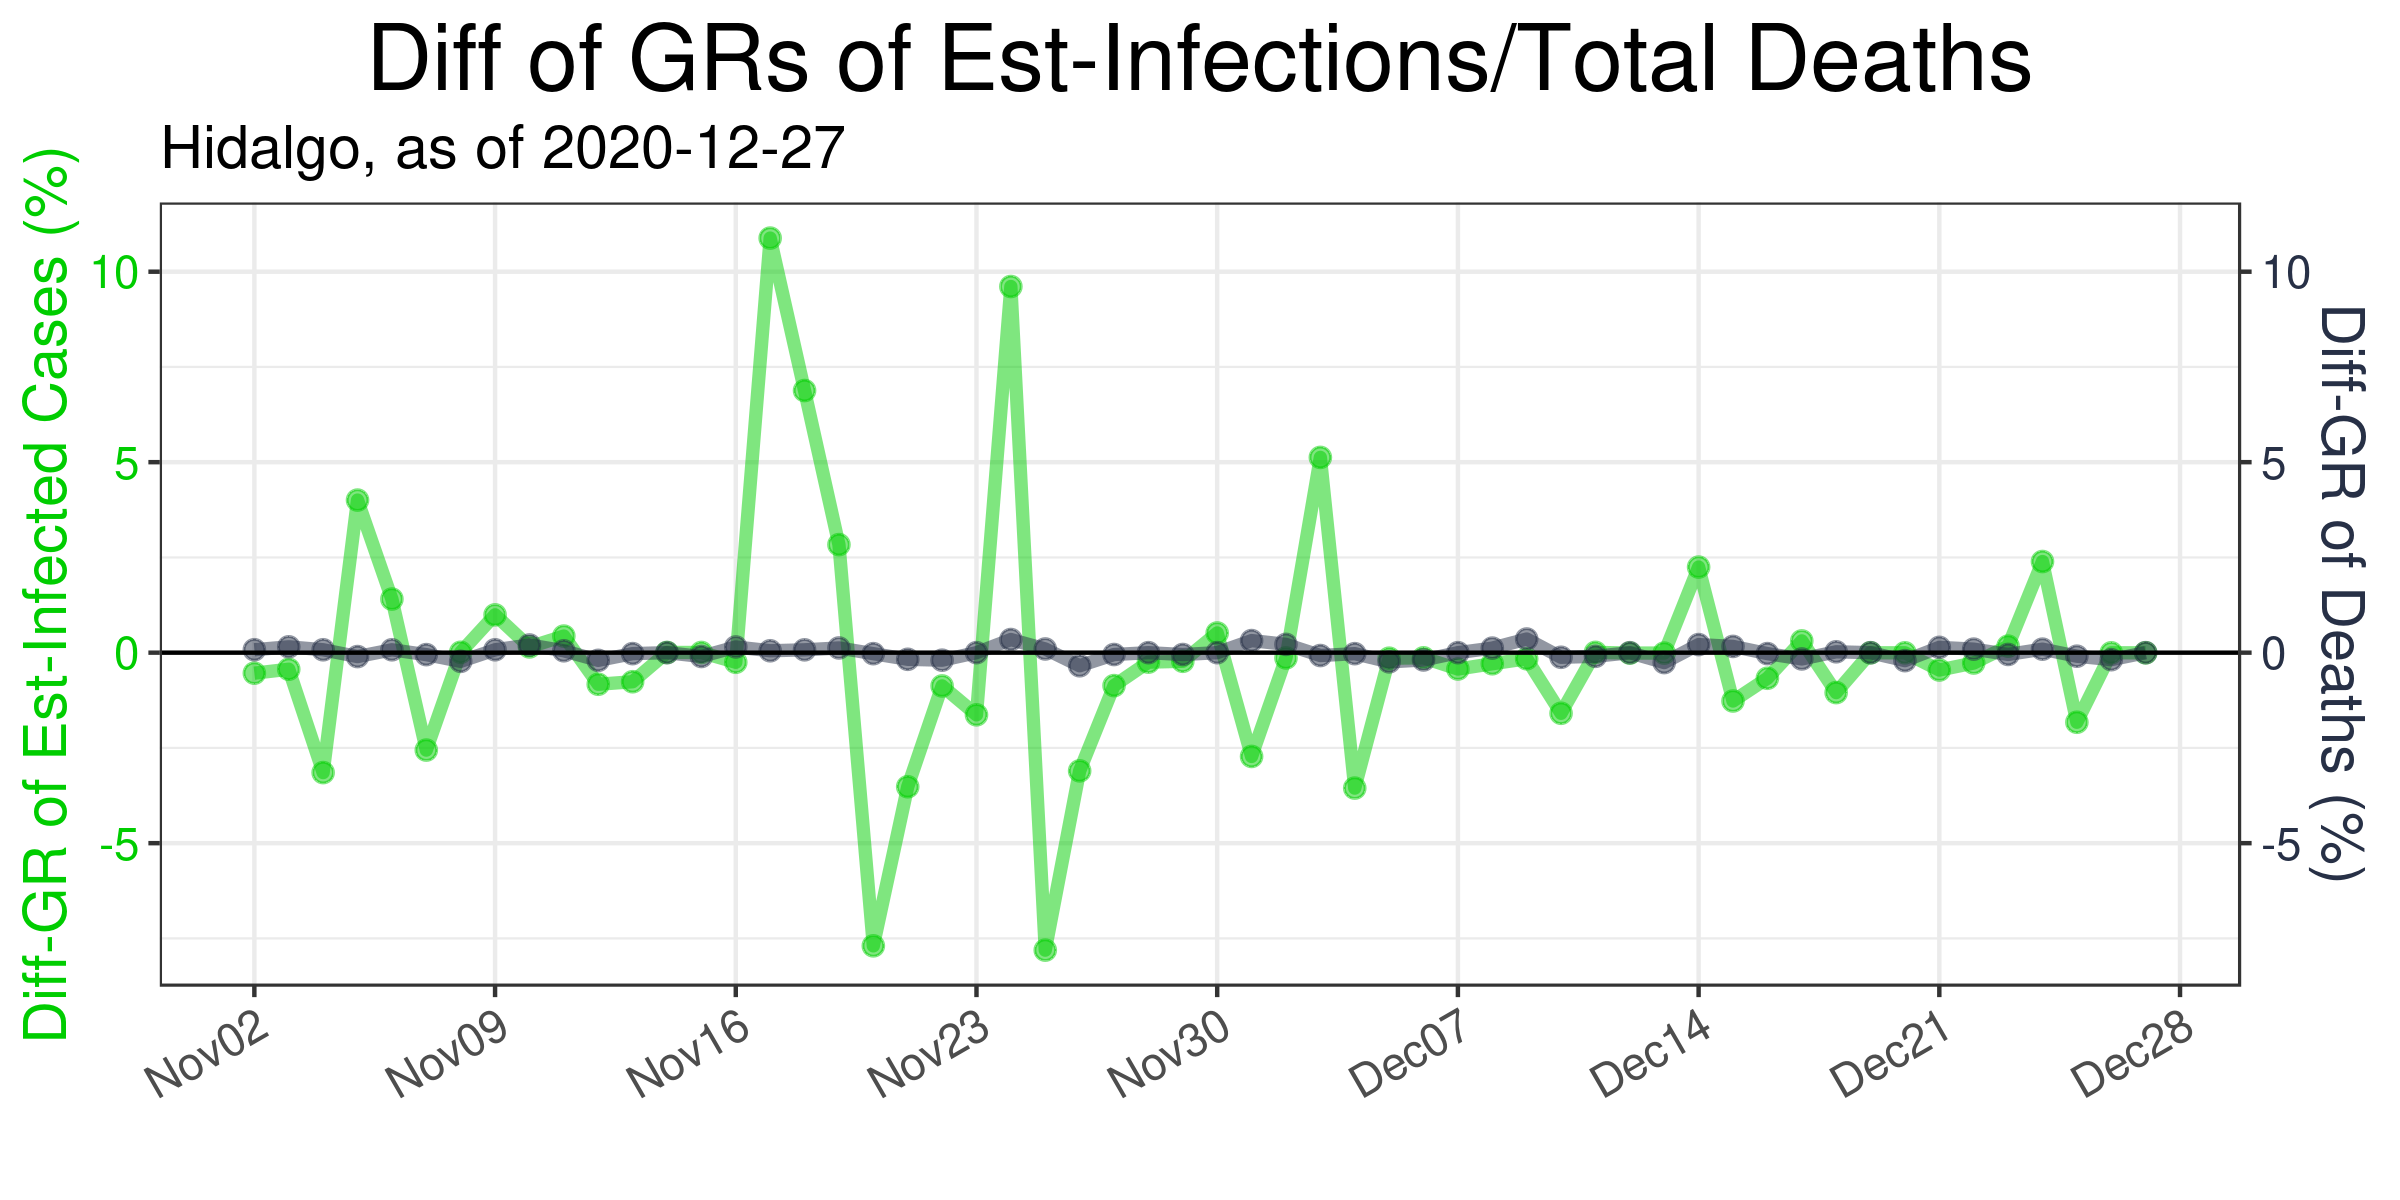 Diff of GRs of Est-Infections/Total Deaths
Hidalgo, as of 2020-12-27
Diff-GR of Est-Infected Cases (%)
10
5
0
-5
10
5
0
-5
Diff-GR of Deaths (%)
Nov02
Nov09
Nov16
Nov23
Nov30
Dec07
Dec14
Dec21
Dec28